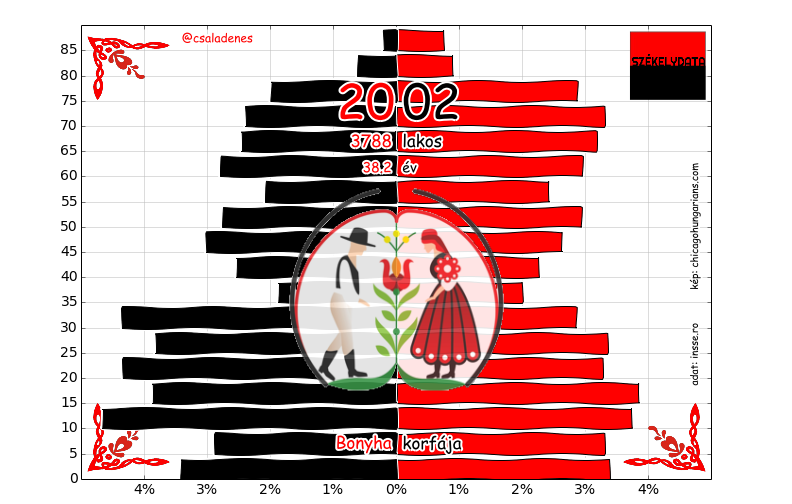 @csaladenes
SZÉKELYDATA
2002
3788 lakos
38.2 év
kép: chicagohungarians.com
adat: insse.ro
Bonyha korfája
85
80
75
70
65
60
55
50
45
40
35
30
25
20
15
10
5
0
4% 3% 2% 1% 0% 1% 2% 3% 4%